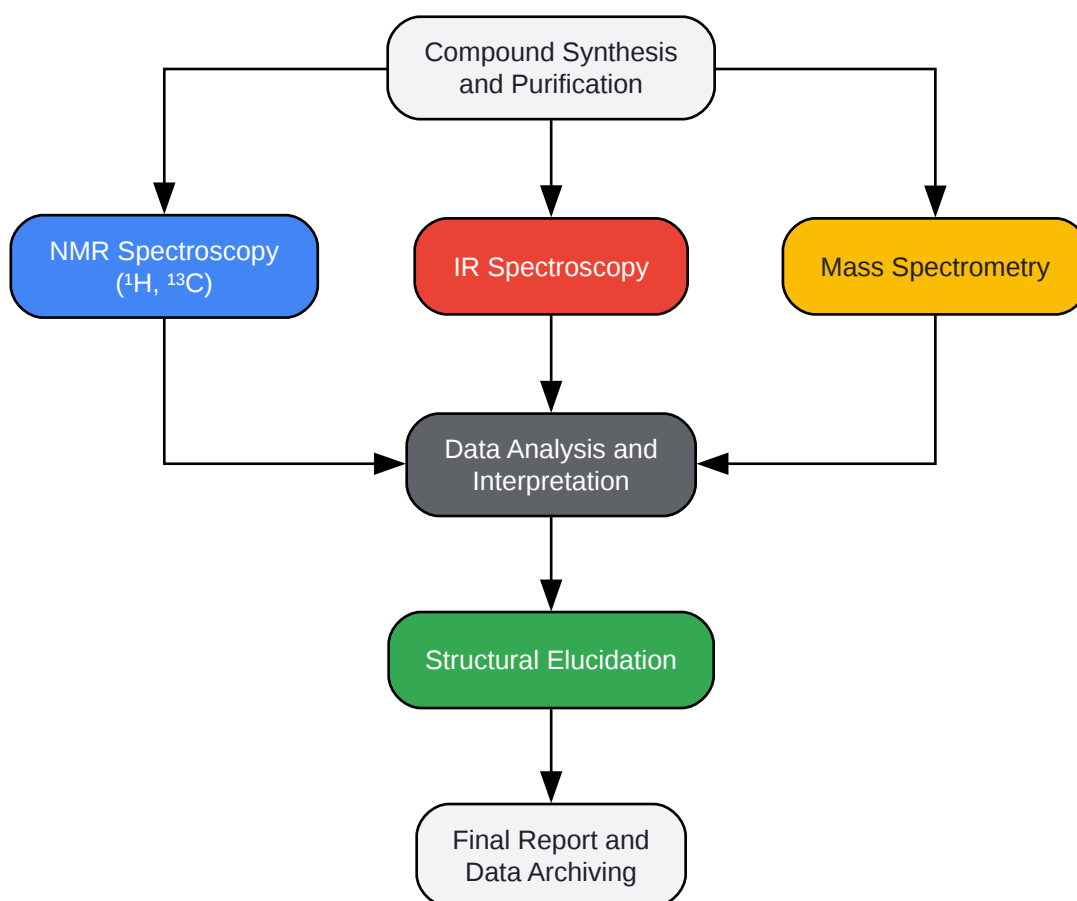 Compound Synthesis
and Purification
NMR Spectroscopy
(¹H, ¹³C)
IR Spectroscopy
Mass Spectrometry
Data Analysis and
Interpretation
Structural Elucidation
Final Report and
Data Archiving